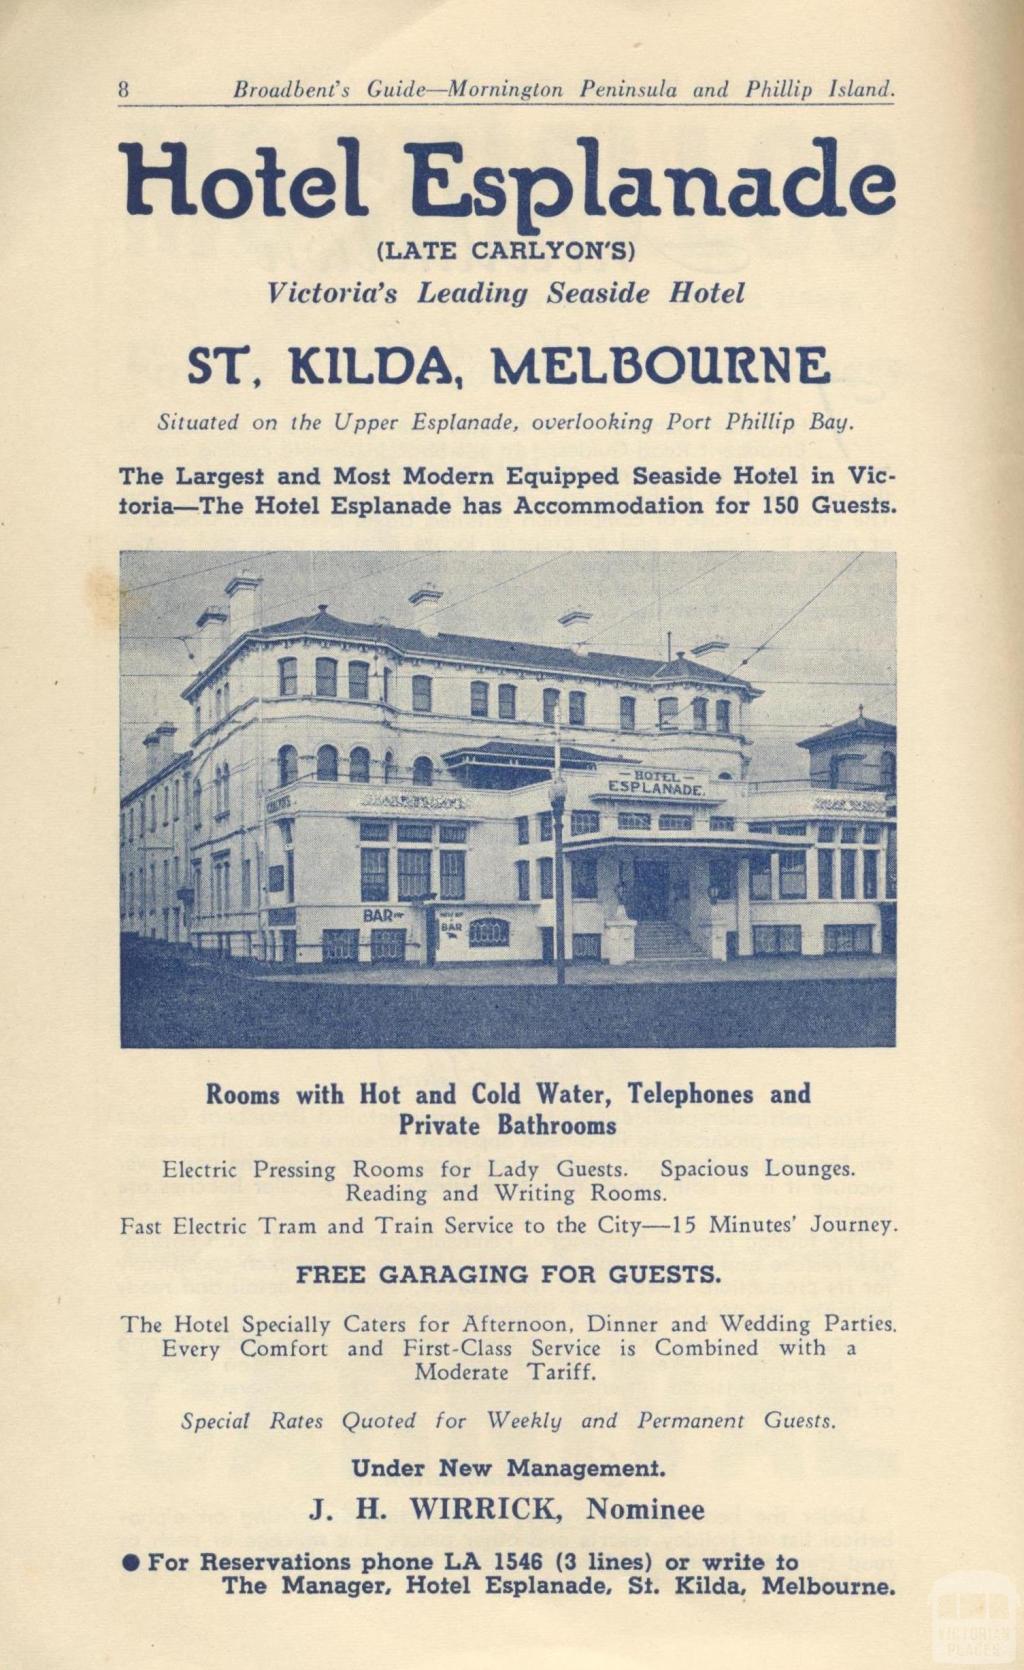 8 Broadbent's Guide—Mornington Peninsula and Phillip Island.
Hotel Esplanade
(LATE CARLYON'S)
Victoria's Leading Seaside Hotel
ST. KILDA, MELBOURNE
Situated on the Upper Esplanade, overlooking Port Phillip Bay.
The Largest and Most Modern Equipped Seaside Hotel in Vic-
toria—The Hotel Esplanade has Accommodation for 150 Guests.
— HOTEL —
ESPLANADE.
BAR
BAR
Rooms with Hot and Cold Water, Telephones and
Private Bathrooms
Electric Pressing Rooms for Lady Guests. Spacious Lounges.
Reading and Writing Rooms.
Fast Electric Tram and Train Service to the City—15 Minutes' Journey.
FREE GARAGING FOR GUESTS.
The Hotel Specially Caters for Afternoon, Dinner and Wedding Parties.
Every Comfort and First-Class Service is Combined with a
Moderate Tariff.
Special Rates Quoted for Weekly and Permanent Guests.
Under New Management.
J. H. WIRRICK, Nominee
● For Reservations phone LA 1546 (3 lines) or write to
The Manager, Hotel Esplanade, St. Kilda, Melbourne.
VICTORIAN
PLACES